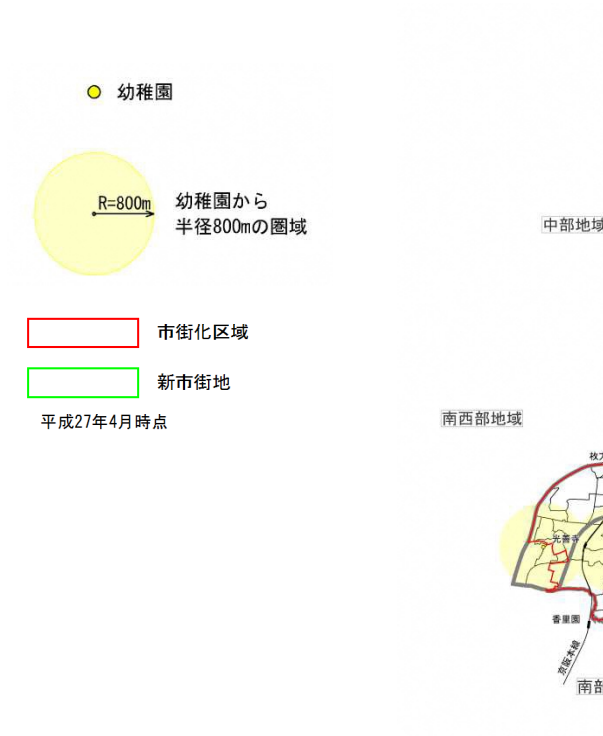 幼稚園
R=800m
幼稚園から
半径800mの圏域
中部地域
市街化区域
新市街地
平成27年4月時点
南西部地域
枚方
光善寺
香里園
京阪本線
南部